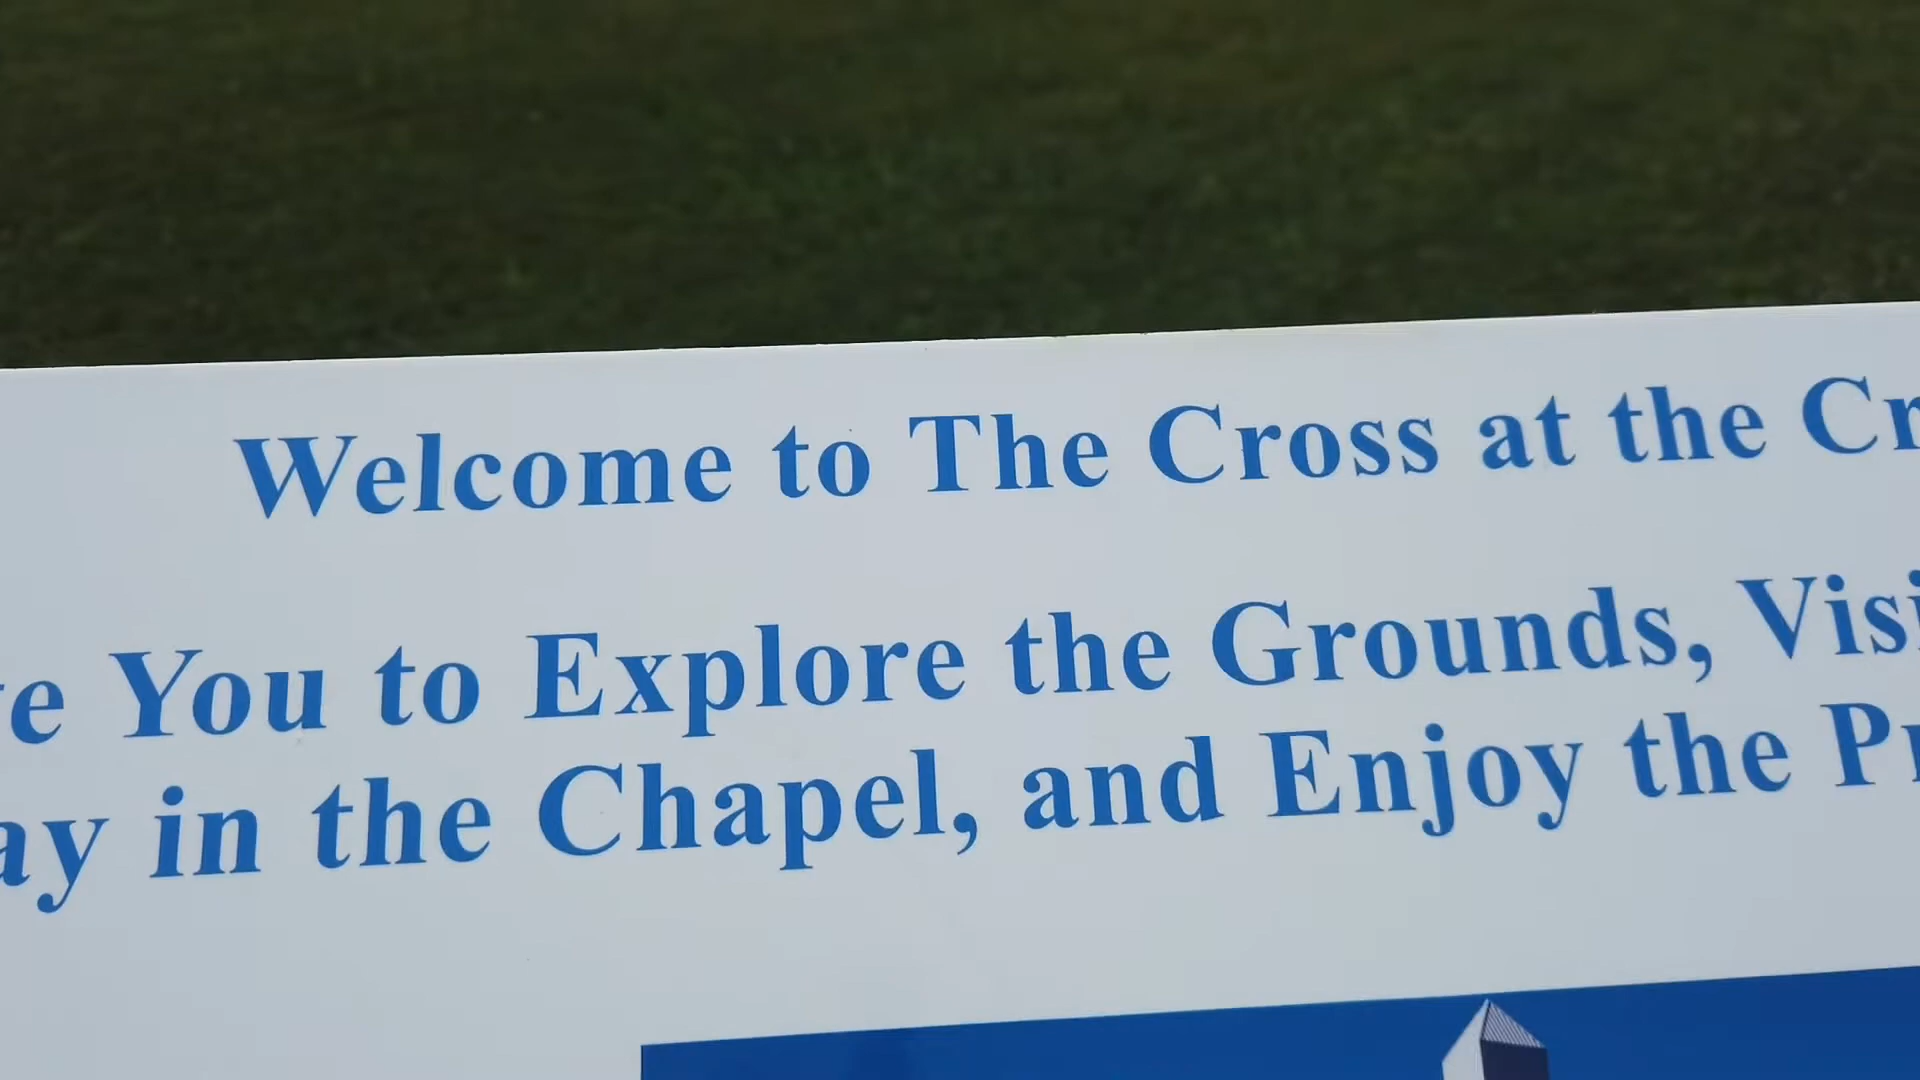 Welcome to The Cross at the
You to Explore the Grounds,
in the Chapel, and Enjoy the